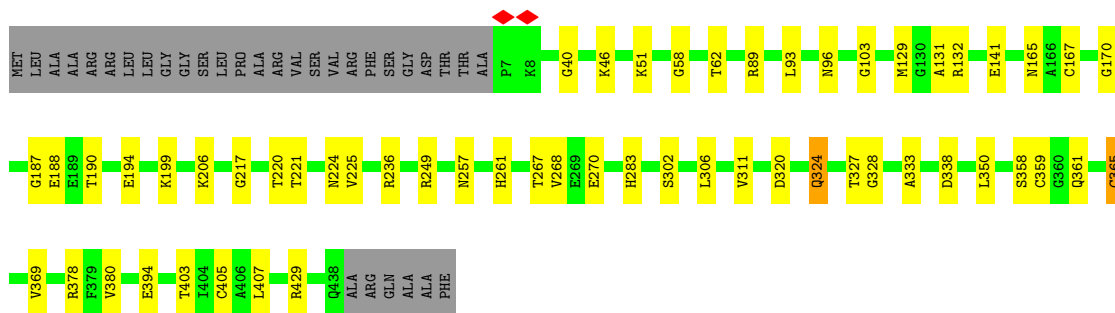 MET LEU ALA ALA ARG ARG LEU LEU GLY GLY SER LEU PRO ALA ARG VAL SER VAL ARG PHE SER GLY ASP THR THR ALA P7 K8 G40 K46 K51 G58 T62 R89 L93 N96 G103 M129 G130 A131 R132 E141 N165 A166 C167 G170
G187 E188 E189 T190 E194 K199 K206 G217 T220 T221 N224 V225 R236 R249 N257 H261 T267 V268 E269 E270 H283 S302 L306 V311 D320 Q324 T327 G328 A333 D338 L350 S358 C359 G360 Q361 C365
V369 R378 F379 V380 E394 T403 I404 C405 A406 L407 R429 Q438 ALA ARG GLN ALA ALA PHE